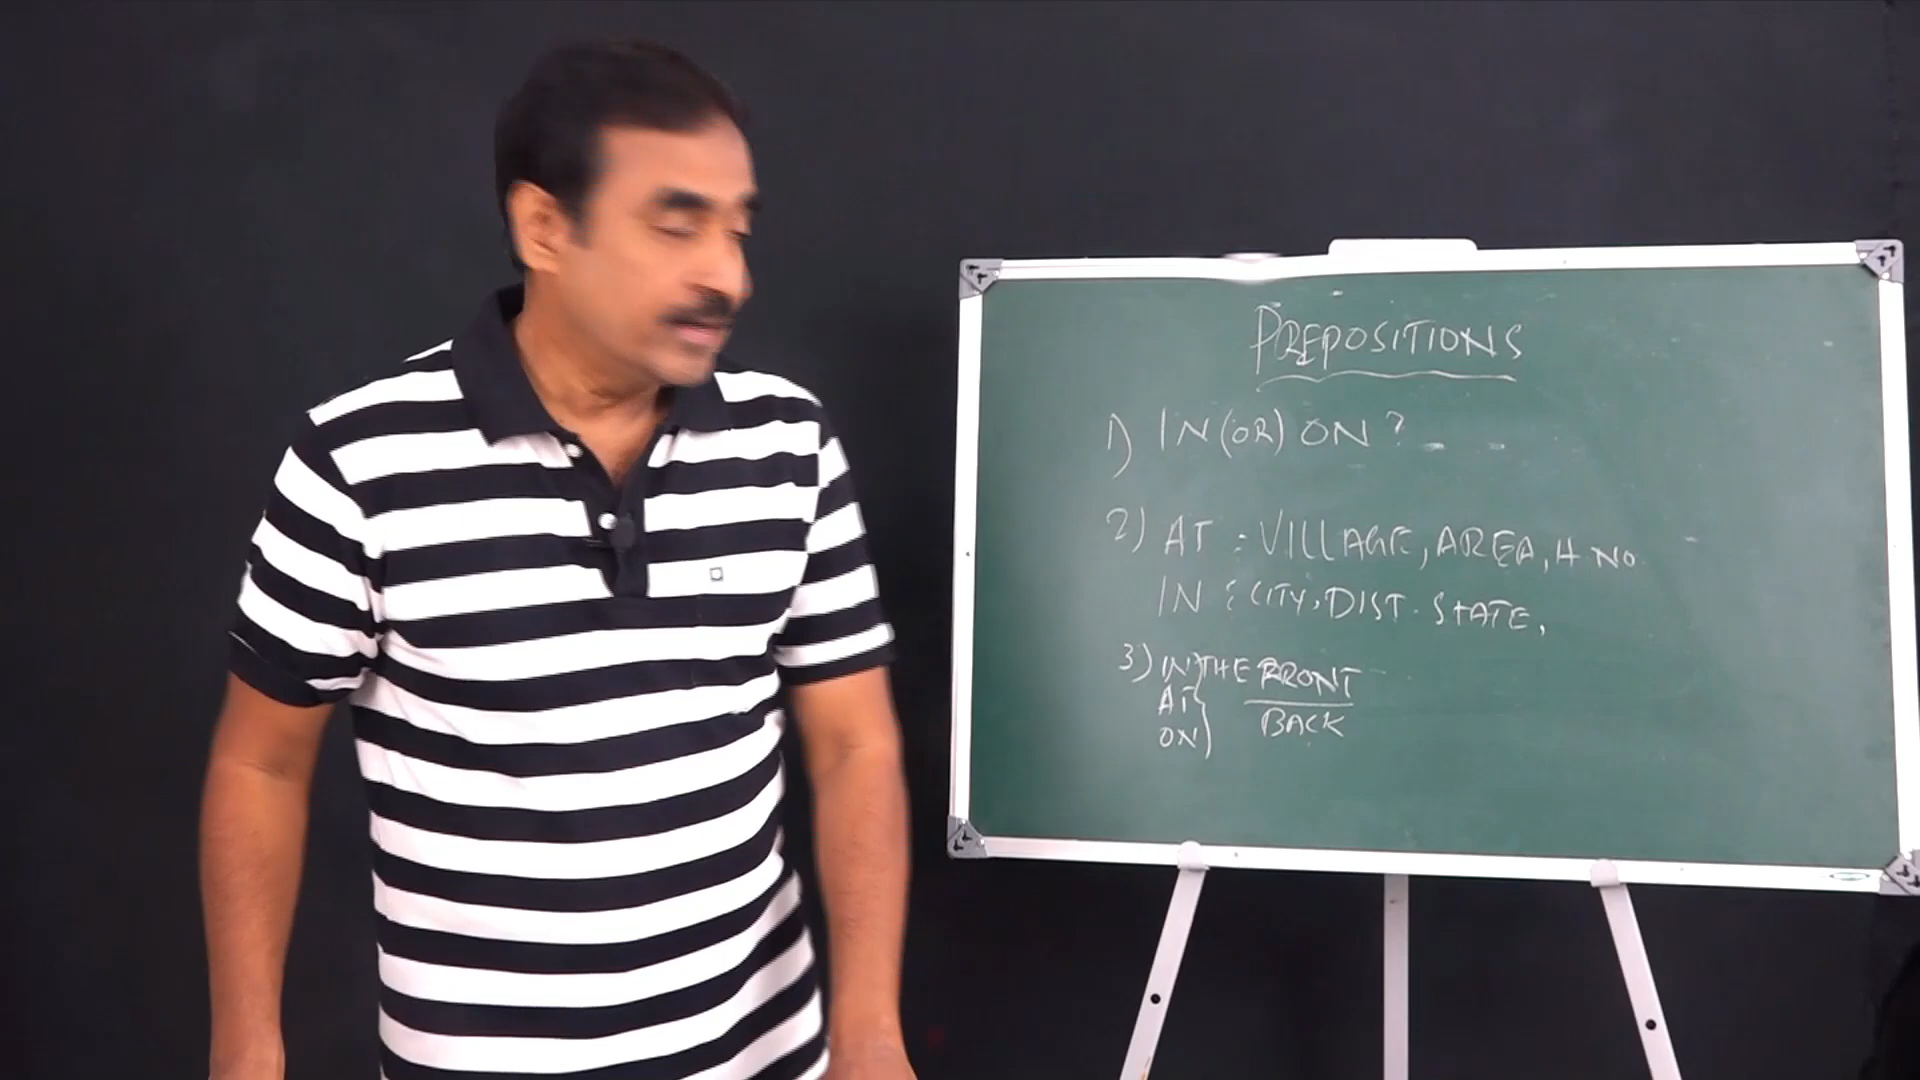 PREPOSITIONS
1) IN (OR) ON ?
2) AT : VILLAGE, AREA, H NO.
IN : CITY, DIST. STATE,
3) IN THE FRONT
AT
BACK
ON